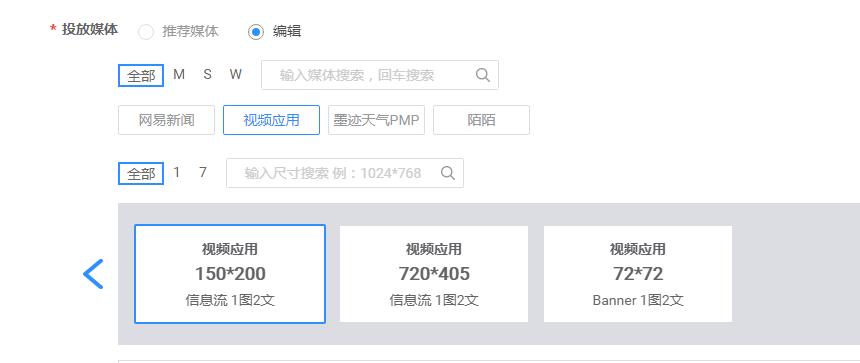 * 投放媒体 推荐媒体 编辑
全部 M S W 输入媒体搜索，回车搜索
网易新闻 视频应用 墨迹天气PMP 陌陌
全部 1 7 输入尺寸搜索 例：1024*768
视频应用 视频应用 视频应用
150*200 720*405 72*72
信息流 1图2文 信息流 1图2文 Banner 1图2文